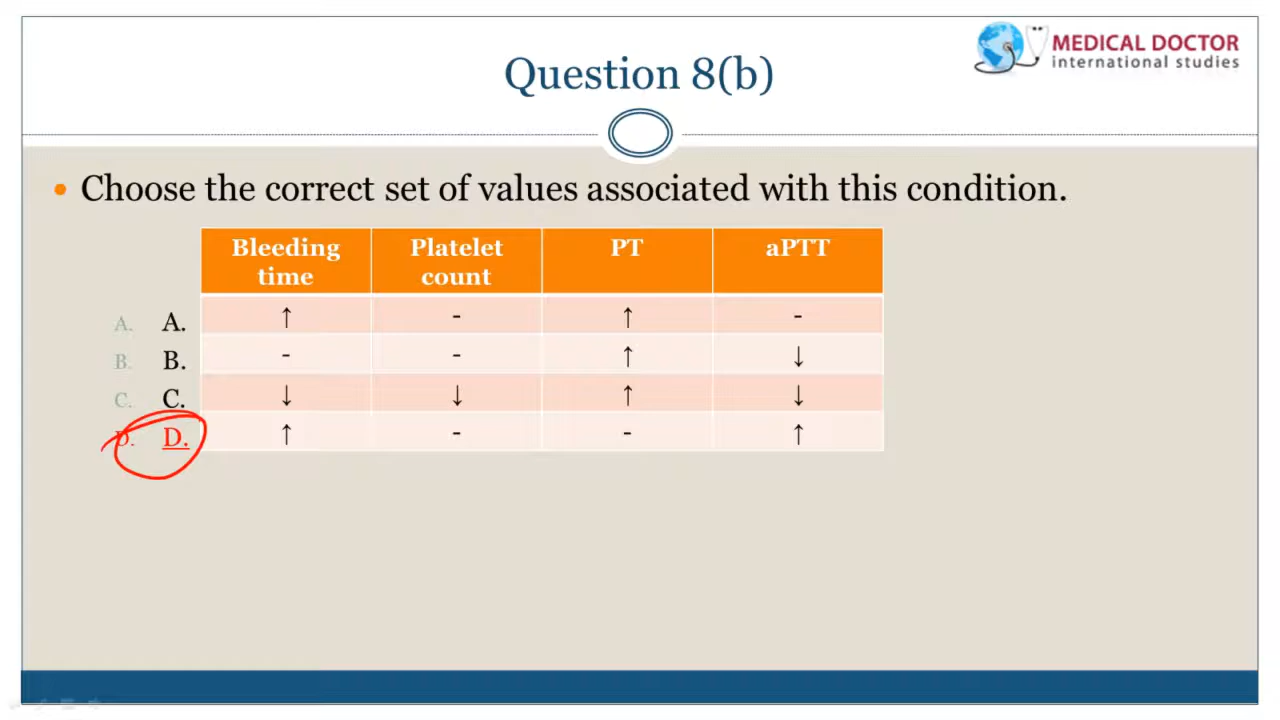 MEDICAL DOCTOR
international studies
Question 8(b)
• Choose the correct set of values associated with this condition.
Bleeding time Platelet count PT aPTT
A. A. ↑ - ↑ -
B. B. - - ↑ ↓
C. C. ↓ ↓ ↑ ↓
D. D. ↑ - - ↑